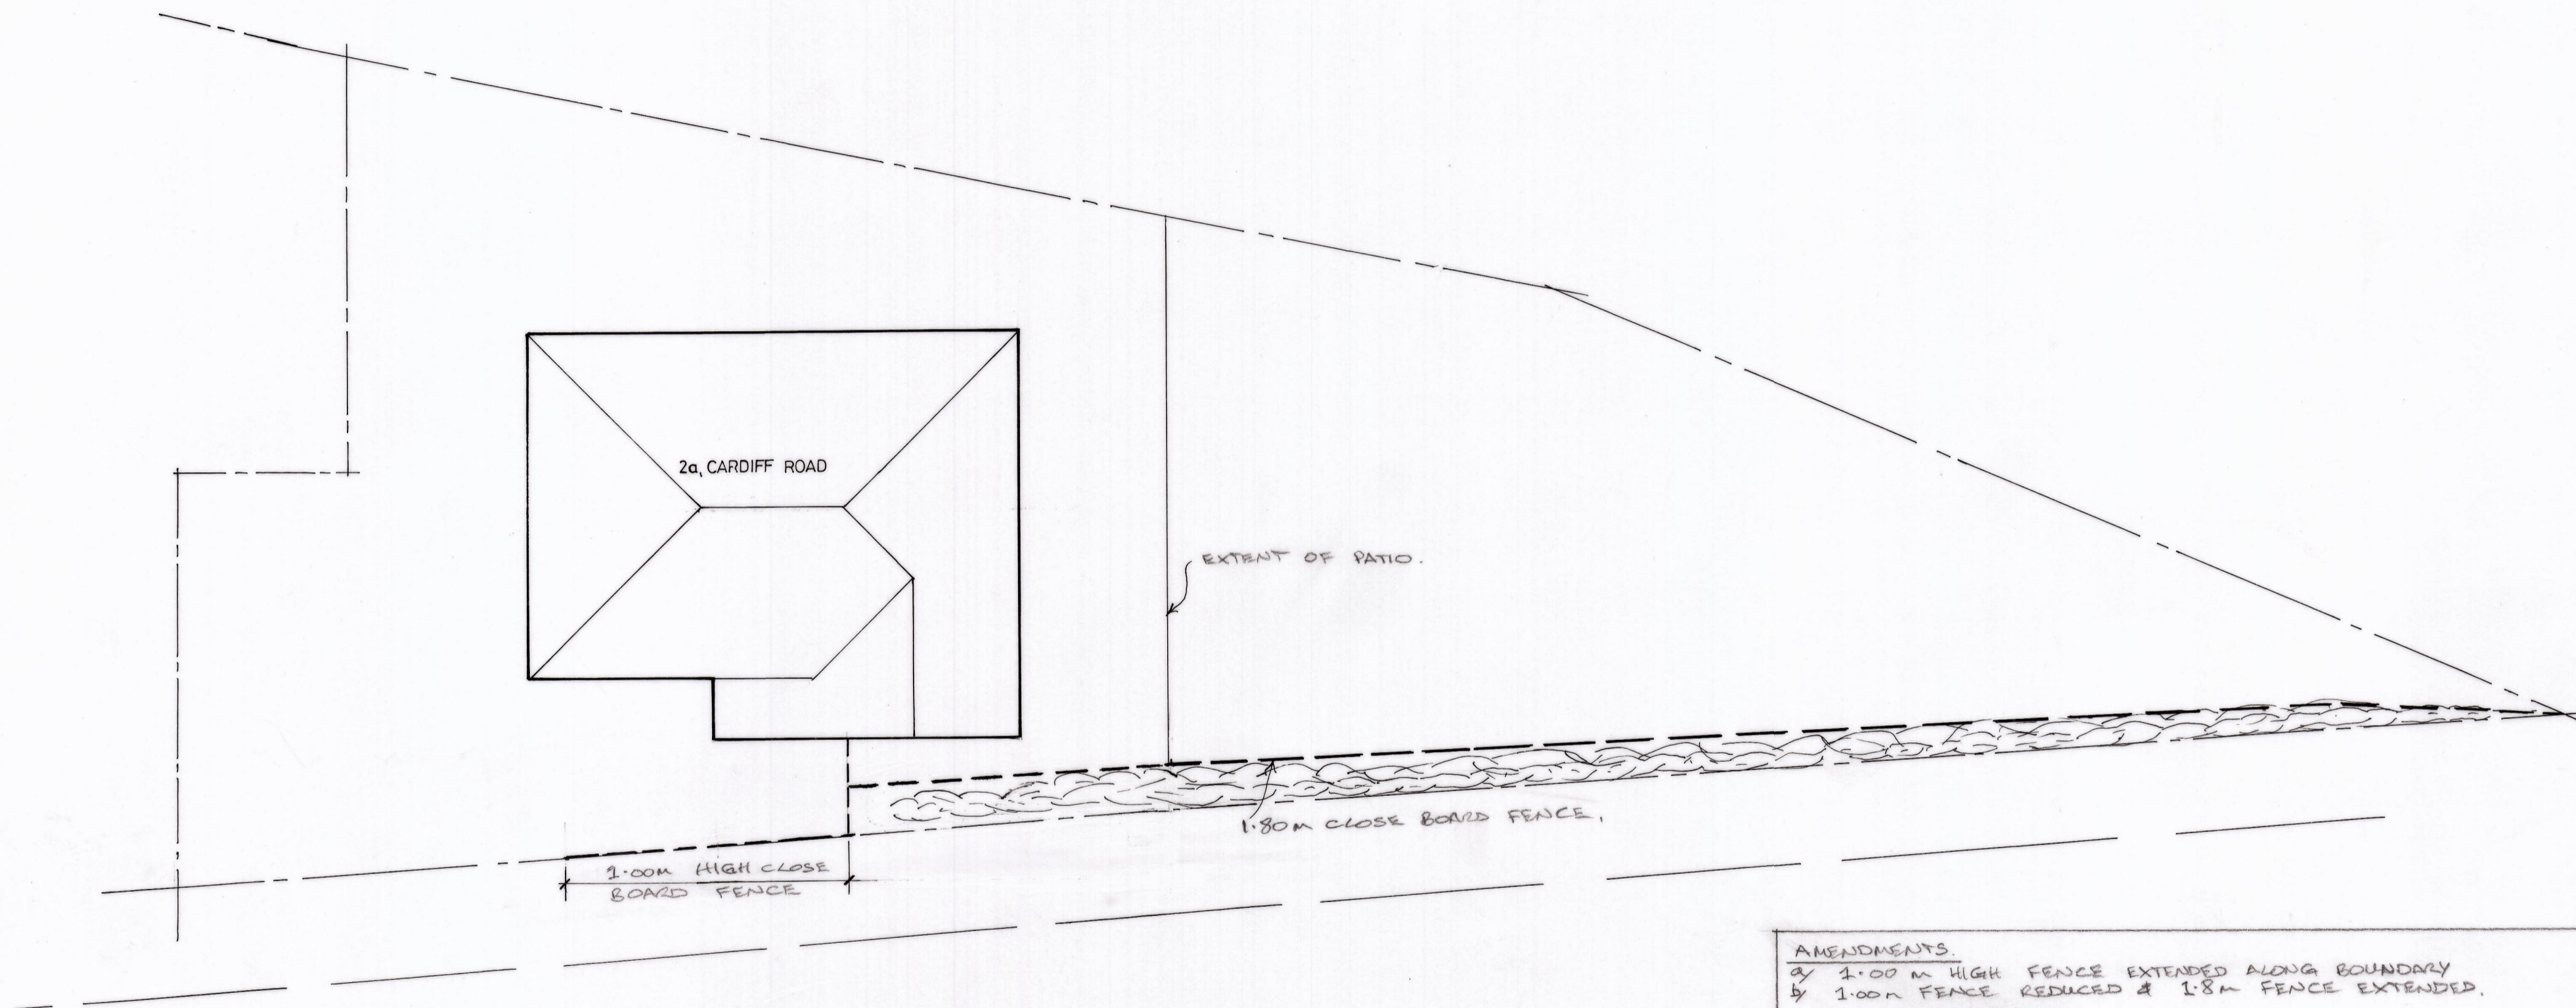 2a, CARDIFF ROAD
EXTENT OF PATIO.
1.80m CLOSE BOARD FENCE.
1.00m HIGH CLOSE
BOARD FENCE
AMENDMENTS.
a/ 1.00 m HIGH FENCE EXTENDED ALONG BOUNDARY
b/ 1.00m FENCE REDUCED & 1.8m FENCE EXTENDED.